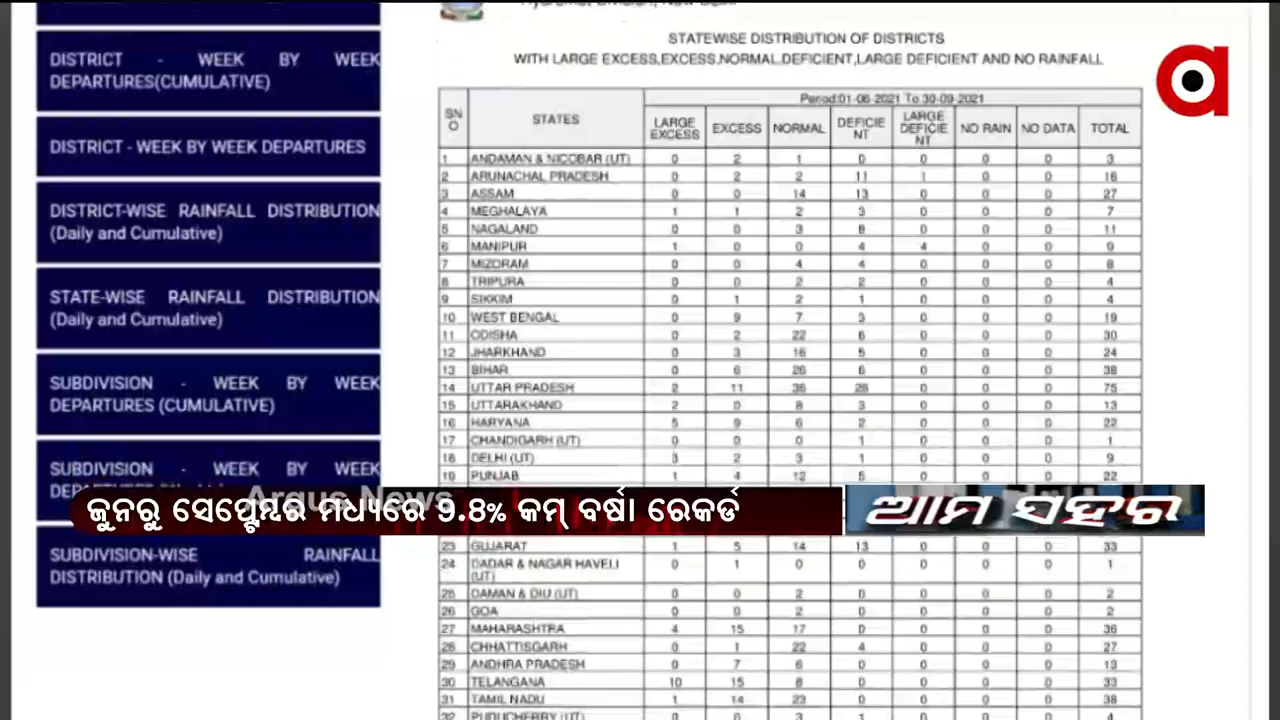 DISTRICT - WEEK BY WEEK
DEPARTURES(CUMULATIVE)
DISTRICT - WEEK BY WEEK DEPARTURES
DISTRICT-WISE RAINFALL DISTRIBUTION
(Daily and Cumulative)
STATE-WISE RAINFALL DISTRIBUTION
(Daily and Cumulative)
SUBDIVISION - WEEK BY WEEK
DEPARTURES (CUMULATIVE)
SUBDIVISION - WEEK BY WEEK
SUBDIVISION-WISE RAINFALL
DISTRIBUTION (Daily and Cumulative)
STATEWISE DISTRIBUTION OF DISTRICTS
WITH LARGE EXCESS,EXCESS,NORMAL,DEFICIENT,LARGE DEFICIENT AND NO RAINFALL
Period:01-06-2021 To 30-09-2021
SN O STATES LARGE EXCESS EXCESS NORMAL DEFICIE NT LARGE DEFICIE NT NO RAIN NO DATA TOTAL
1 ANDAMAN & NICOBAR (UT) 0 2 1 0 0 0 0 3
2 ARUNACHAL PRADESH 0 2 2 11 1 0 0 16
3 ASSAM 0 0 14 13 0 0 0 27
4 MEGHALAYA 1 1 2 3 0 0 0 7
5 NAGALAND 0 0 3 8 0 0 0 11
6 MANIPUR 1 0 0 4 4 0 0 9
7 MIZORAM 0 0 4 4 0 0 0 8
8 TRIPURA 0 0 2 2 0 0 0 4
9 SIKKIM 0 1 2 1 0 0 0 4
10 WEST BENGAL 0 9 7 3 0 0 0 19
11 ODISHA 0 2 22 6 0 0 0 30
12 JHARKHAND 0 3 16 5 0 0 0 24
13 BIHAR 0 6 26 6 0 0 0 38
14 UTTAR PRADESH 2 11 36 26 0 0 0 75
15 UTTARAKHAND 2 0 8 3 0 0 0 13
16 HARYANA 5 9 6 2 0 0 0 22
17 CHANDIGARH (UT) 0 0 0 1 0 0 0 1
18 DELHI (UT) 3 2 3 1 0 0 0 9
19 PUNJAB 1 4 12 5 0 0 0 22
Argus News
ଜୁନରୁ ସେପ୍ଟେମ୍ବର ମଧ୍ୟରେ ୨.୪% କମ୍ ବର୍ଷା ରେକର୍ଡ
ଆମ ସହର
23 GUJARAT 1 5 14 13 0 0 0 33
24 DADAR & NAGAR HAVELI (UT) 0 1 0 0 0 0 0 1
25 DAMAN & DIU (UT) 0 0 2 0 0 0 0 2
26 GOA 0 0 2 0 0 0 0 2
27 MAHARASHTRA 4 15 17 0 0 0 0 36
28 CHHATTISGARH 0 1 22 4 0 0 0 27
29 ANDHRA PRADESH 0 7 6 0 0 0 0 13
30 TELANGANA 10 15 8 0 0 0 0 33
31 TAMIL NADU 1 14 23 0 0 0 0 38
32 PUDUCHERRY (UT) 0 0 3 1 0 0 0 4